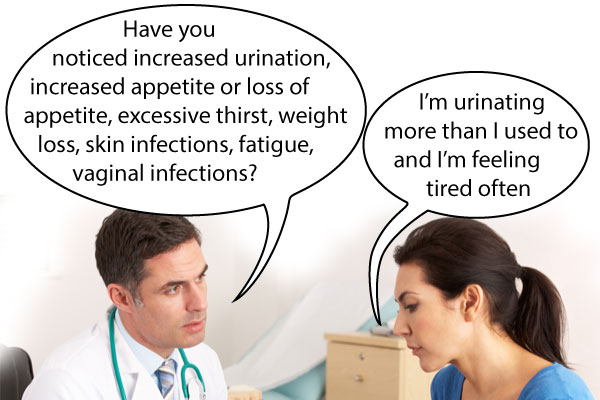 Have you
noticed increased urination,
increased appetite or loss of
appetite, excessive thirst, weight
loss, skin infections, fatigue,
vaginal infections?
I'm urinating
more than I used to
and I'm feeling
tired often